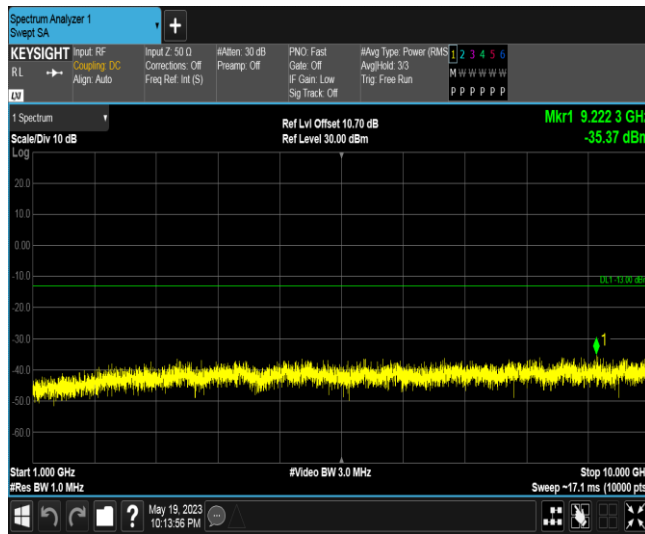 Spectrum Analyzer 1
Swept SA
+
KEYSIGHT
RL
LXI
Input: RF
Coupling: DC
Align: Auto
Input Z: 50 Ω
Corrections: Off
Freq Ref: Int (S)
#Atten: 30 dB
Preamp: Off
PNO: Fast
Gate: Off
IF Gain: Low
Sig Track: Off
#Avg Type: Power (RMS
Avg|Hold: 3/3
Trig: Free Run
1 2 3 4 5 6
M W W W W W
P P P P P P
1 Spectrum
Scale/Div 10 dB
Log
Ref Lvl Offset 10.70 dB
Ref Level 30.00 dBm
Mkr1 9.222 3 GHz
-35.37 dBm
20.0
10.0
0.00
-10.0
-20.0
-30.0
-40.0
-50.0
-60.0
DL1 -13.00 dB
1
Start 1.000 GHz
#Res BW 1.0 MHz
#Video BW 3.0 MHz
Stop 10.000 GH
Sweep ~17.1 ms (10000 pts
?
May 19, 2023
10:13:56 PM